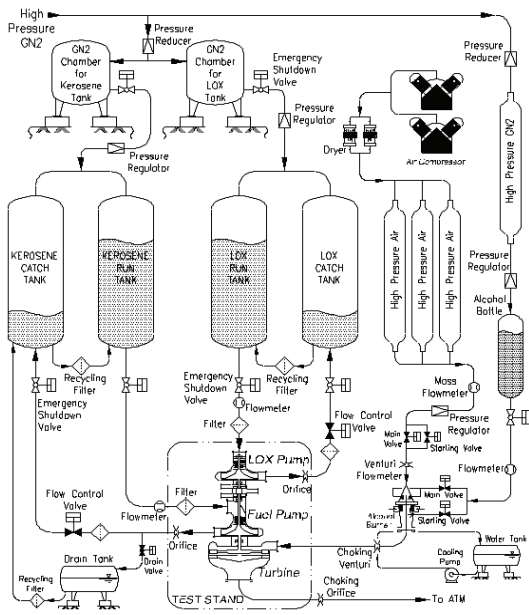 High
Pressure
GN2
Pressure
Reducer
GN2
Chamber
for
Kerosene
Tank
GN2
Chamber
for
LOX
Tank
Emergency
Shutdown
Valve
Pressure
Reducer
Pressure
Regulator
Pressure
Regulator
Dryer
Air Compressor
High Pressure GN2
KEROSENE
CATCH
TANK
KEROSENE
RUN
TANK
LOX
RUN
TANK
LOX
CATCH
TANK
High Pressure Air
High Pressure Air
High Pressure Air
Pressure
Regulator
Alcohol
Bottle
Recycling
Filter
Emergency
Shutdown
Valve
Emergency
Shutdown
Valve
Recycling
Filter
Flowmeter
Filter
Flow Control
Valve
Mass
Flowmeter
Pressure
Regulator
Main
Valve
Starting Valve
Venturi
Flowmeter
LOX Pump
Orifice
Flow Control
Valve
Filter
Flowmeter
Fuel Pump
Main Valve
Alcohol
Burner
Starting Valve
Orifice
Drain Tank
Drain
Valve
Recycling
Filter
Turbine
Choking
Venturi
Cooling
Pump
Water Tank
TEST STAND
Choking
Orifice
To ATM